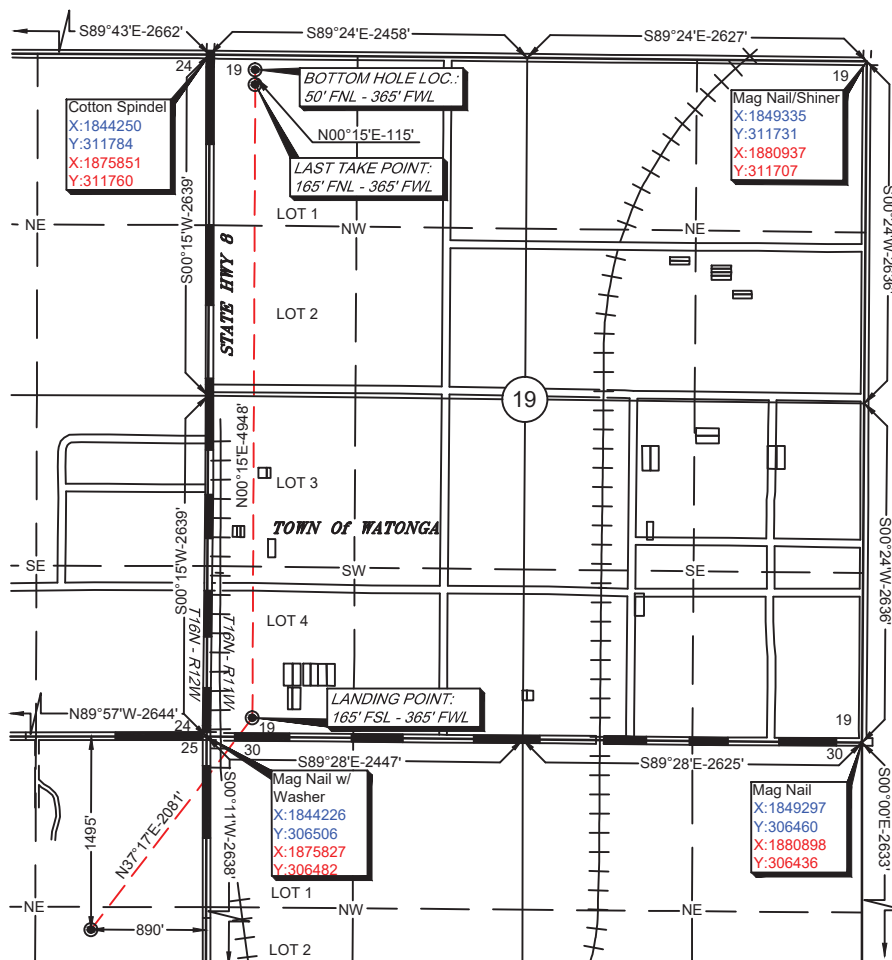 S89°43'E-2662'
S89°24'E-2458'
S89°24'E-2627'
24
19
19
BOTTOM HOLE LOC.:
50' FNL - 365' FWL
Cotton Spindel
X:1844250
Y:311784
X:1875851
Y:311760
Mag Nail/Shiner
X:1849335
Y:311731
X:1880937
Y:311707
N00°15'E-115'
LAST TAKE POINT:
165' FNL - 365' FWL
S00°15'W-2639'
S00°24'W-2636'
LOT 1
NE
NW
NE
STATE HWY 8
LOT 2
19
N00°15'E-4948'
LOT 3
TOWN Of WATONGA
S00°15'W-2639'
S00°24'W-2636'
SE
SW
SE
T16N - R12W
T16N - R11W
LOT 4
LANDING POINT:
165' FSL - 365' FWL
N89°57'W-2644'
24
19
19
25
30
30
S89°28'E-2447'
S89°28'E-2625'
Mag Nail w/
Washer
X:1844226
Y:306506
X:1875827
Y:306482
Mag Nail
X:1849297
Y:306460
X:1880898
Y:306436
1495'
N37°17'E-2081'
S00°11'W-2638'
S00°00'E-2633'
LOT 1
NE
NW
NE
890'
LOT 2